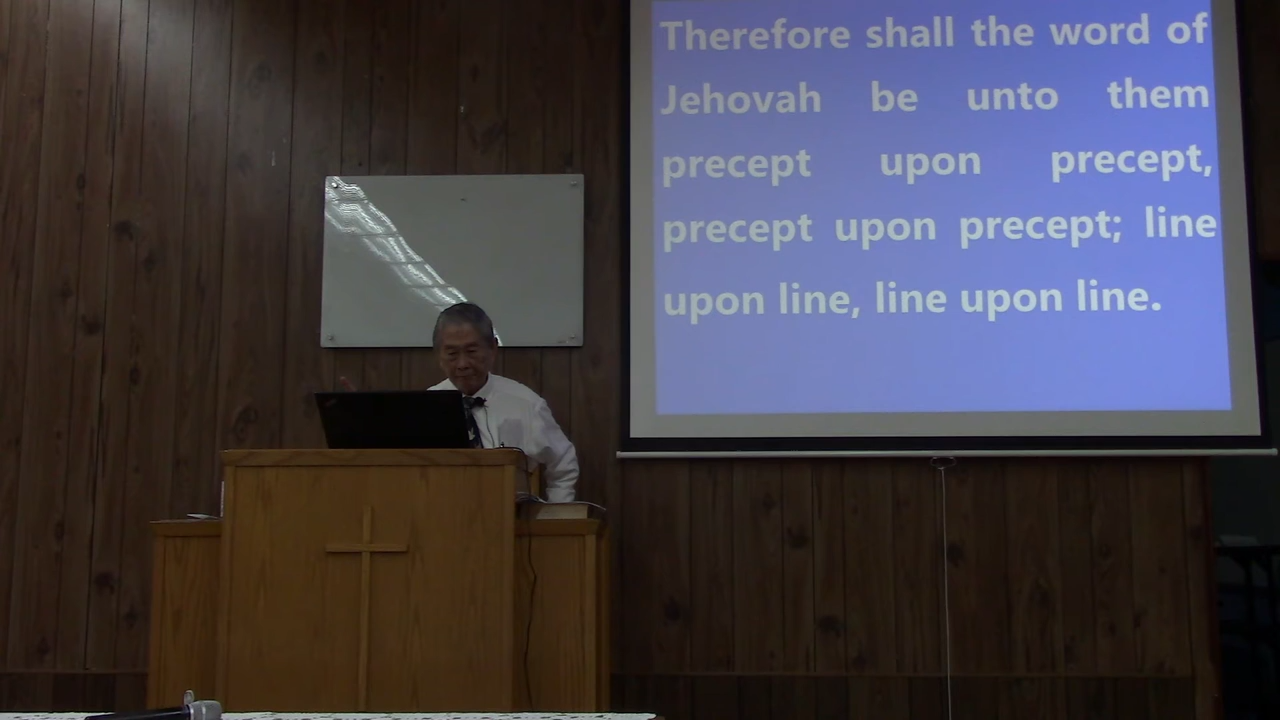 Therefore shall the word of
Jehovah be unto them
precept upon precept,
precept upon precept; line
upon line, line upon line.